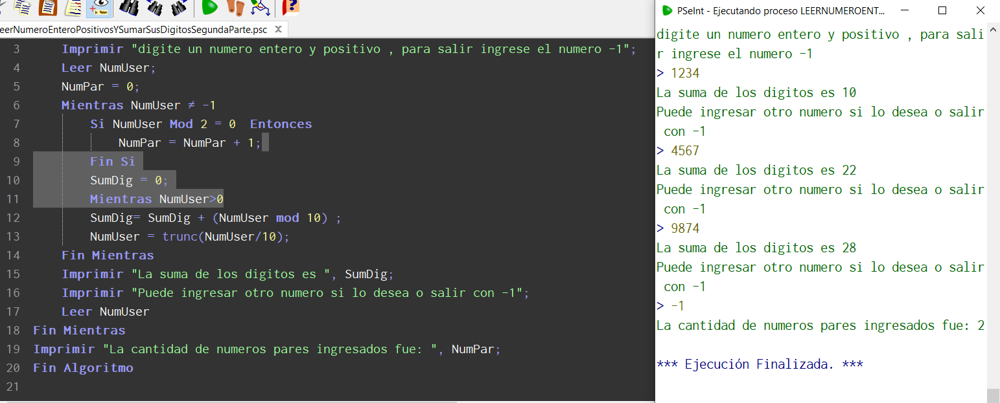 eerNumeroEnteroPositivosYSumarSusDigitosSegundaParte.psc
3 Imprimir "digite un numero entero y positivo , para salir ingrese el numero -1";
4 Leer NumUser;
5 NumPar = 0;
6 Mientras NumUser ≠ -1
7 Si NumUser Mod 2 = 0 Entonces
8 NumPar = NumPar + 1;
9 Fin Si
10 SumDig = 0;
11 Mientras NumUser>0
12 SumDig= SumDig + (NumUser mod 10) ;
13 NumUser = trunc(NumUser/10);
14 Fin Mientras
15 Imprimir "La suma de los digitos es ", SumDig;
16 Imprimir "Puede ingresar otro numero si lo desea o salir con -1";
17 Leer NumUser
18 Fin Mientras
19 Imprimir "La cantidad de numeros pares ingresados fue: ", NumPar;
20 Fin Algoritmo
21
PSeInt - Ejecutando proceso LEERNUMEROENT...
digite un numero entero y positivo , para sali
r ingrese el numero -1
> 1234
La suma de los digitos es 10
Puede ingresar otro numero si lo desea o salir
con -1
> 4567
La suma de los digitos es 22
Puede ingresar otro numero si lo desea o salir
con -1
> 9874
La suma de los digitos es 28
Puede ingresar otro numero si lo desea o salir
con -1
> -1
La cantidad de numeros pares ingresados fue: 2
*** Ejecución Finalizada. ***